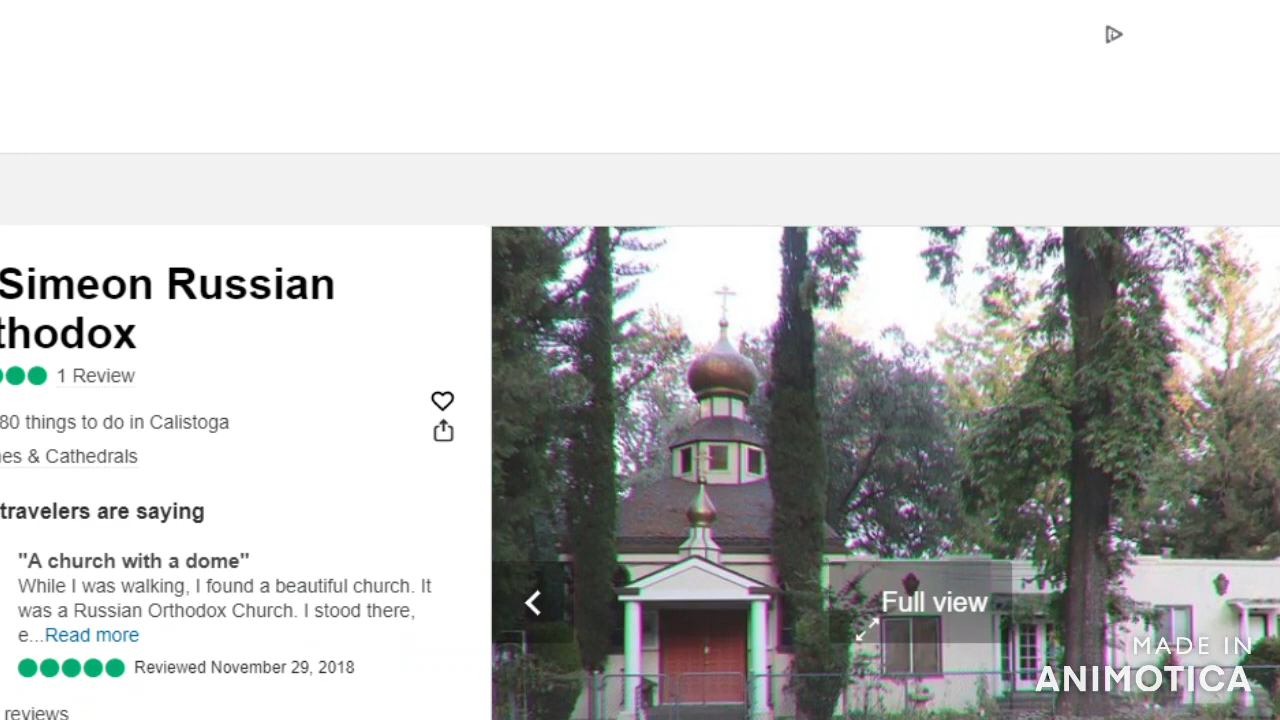 Simeon Russian
thodox
1 Review
80 things to do in Calistoga
es & Cathedrals
travelers are saying
"A church with a dome"
While I was walking, I found a beautiful church. It
was a Russian Orthodox Church. I stood there,
e...Read more
Reviewed November 29, 2018
reviews
Full view
MADE IN
ANIMOTICA